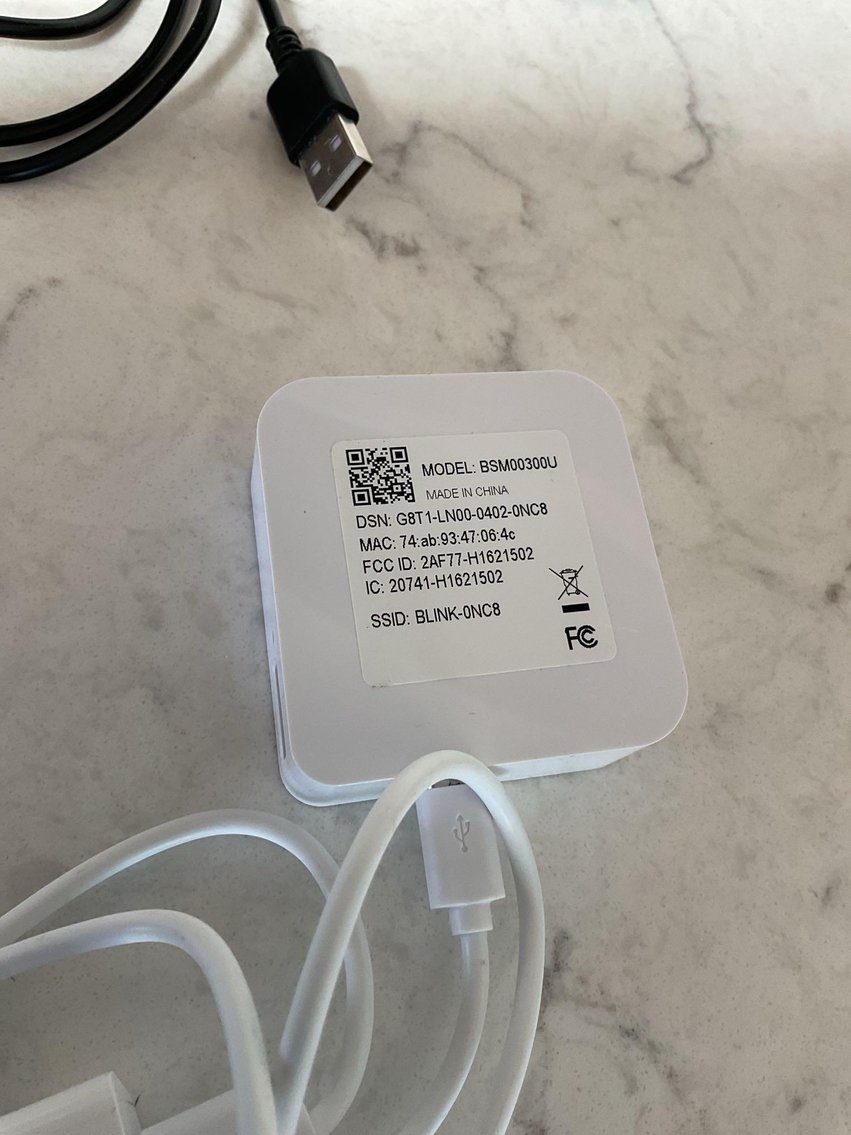 MODEL: BSM00300U
MADE IN CHINA
DSN: G8T1-LN00-0402-0NC8
MAC: 74:ab:93:47:06:4c
FCC ID: 2AF77-H1621502
IC: 20741-H1621502
SSID: BLINK-0NC8
FC